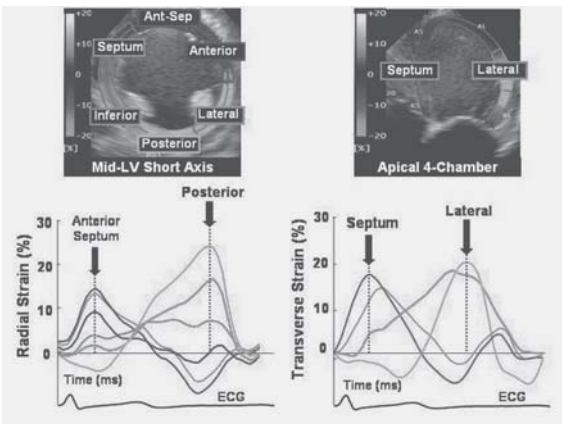 +20
Ant-Sep
Septum
Anterior
+10
0
-10
Inferior
Lateral
-20
Posterior
[%]
Mid-LV Short Axis
+20
AS
AL
+10
Septum
Lateral
0
-10
-20
[%]
Apical 4-Chamber
Posterior
30
Anterior
Septum
20
10
0
Radial Strain (%)
Time (ms)
ECG
Lateral
30
Septum
20
10
0
Transverse Strain (%)
Time (ms)
ECG